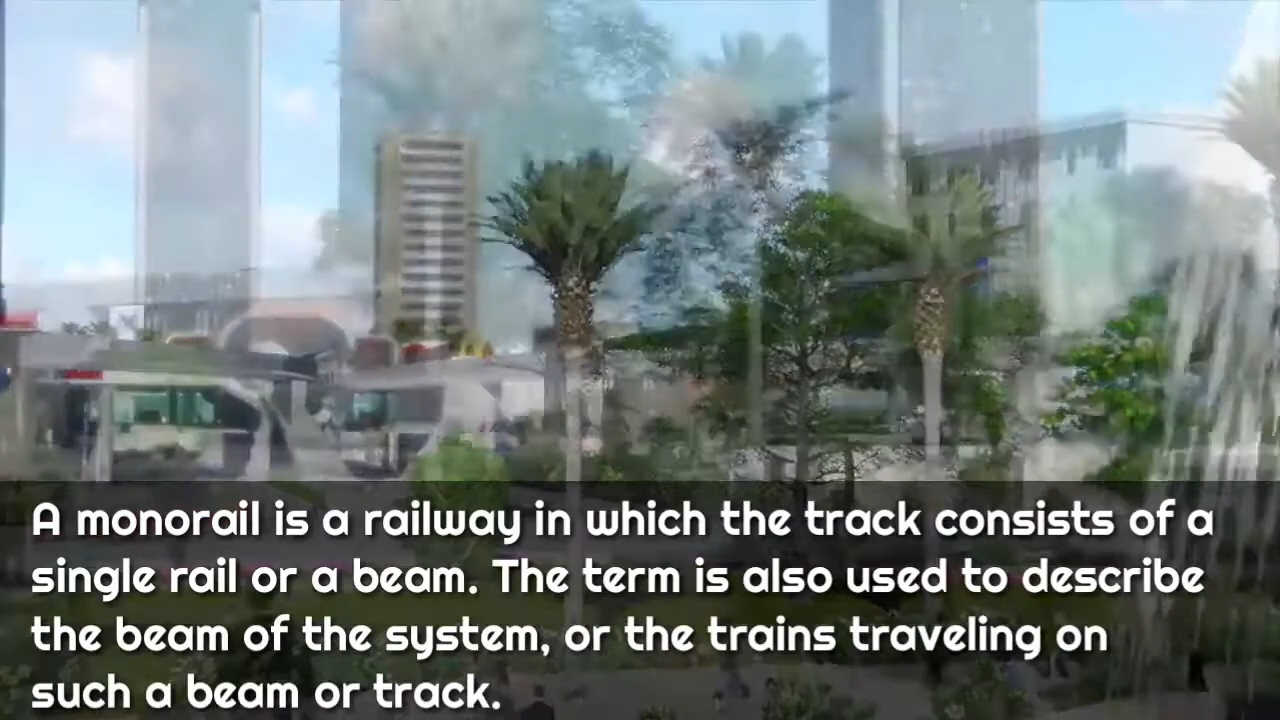 A monorail is a railway in which the track consists of a
single rail or a beam. The term is also used to describe
the beam of the system, or the trains traveling on
such a beam or track.